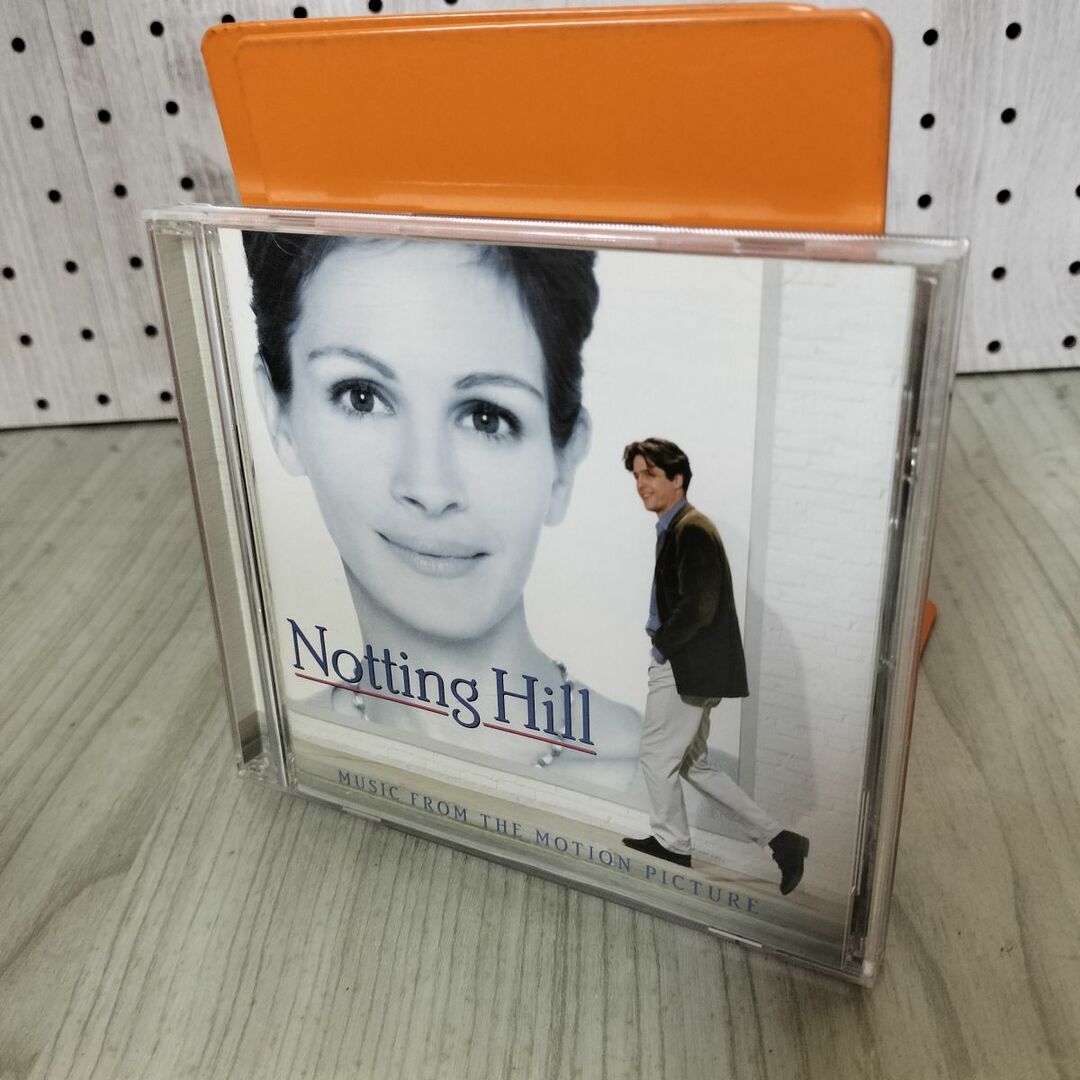 Notting Hill
MUSIC FROM THE MOTION PICTURE